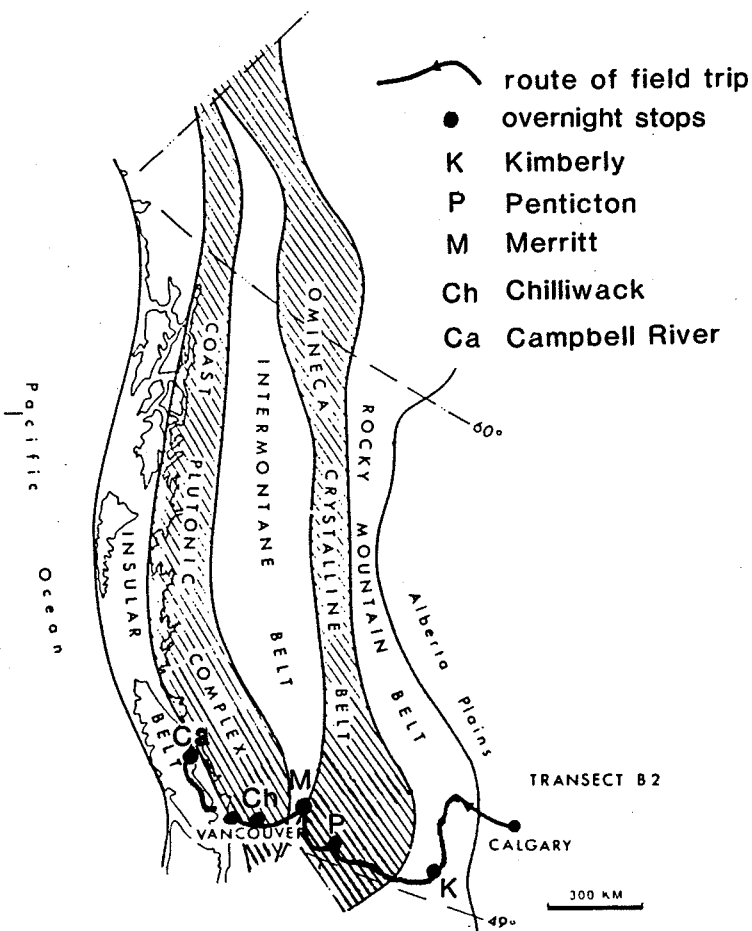 route of field trip
overnight stops
K Kimberly
P Penticton
M Merritt
Ch Chilliwack
Ca Campbell River
Pacific
Ocean
INSULAR
BELT
COAST
PLUTONIC
COMPLEX
INTERMONTANE
BELT
OMINECA
CRYSTALLINE
BELT
ROCKY
MOUNTAIN
BELT
Alberta Plains
60°
Ca
Ch
M
P
K
VANCOUVER
TRANSECT B2
CALGARY
300 KM
49°